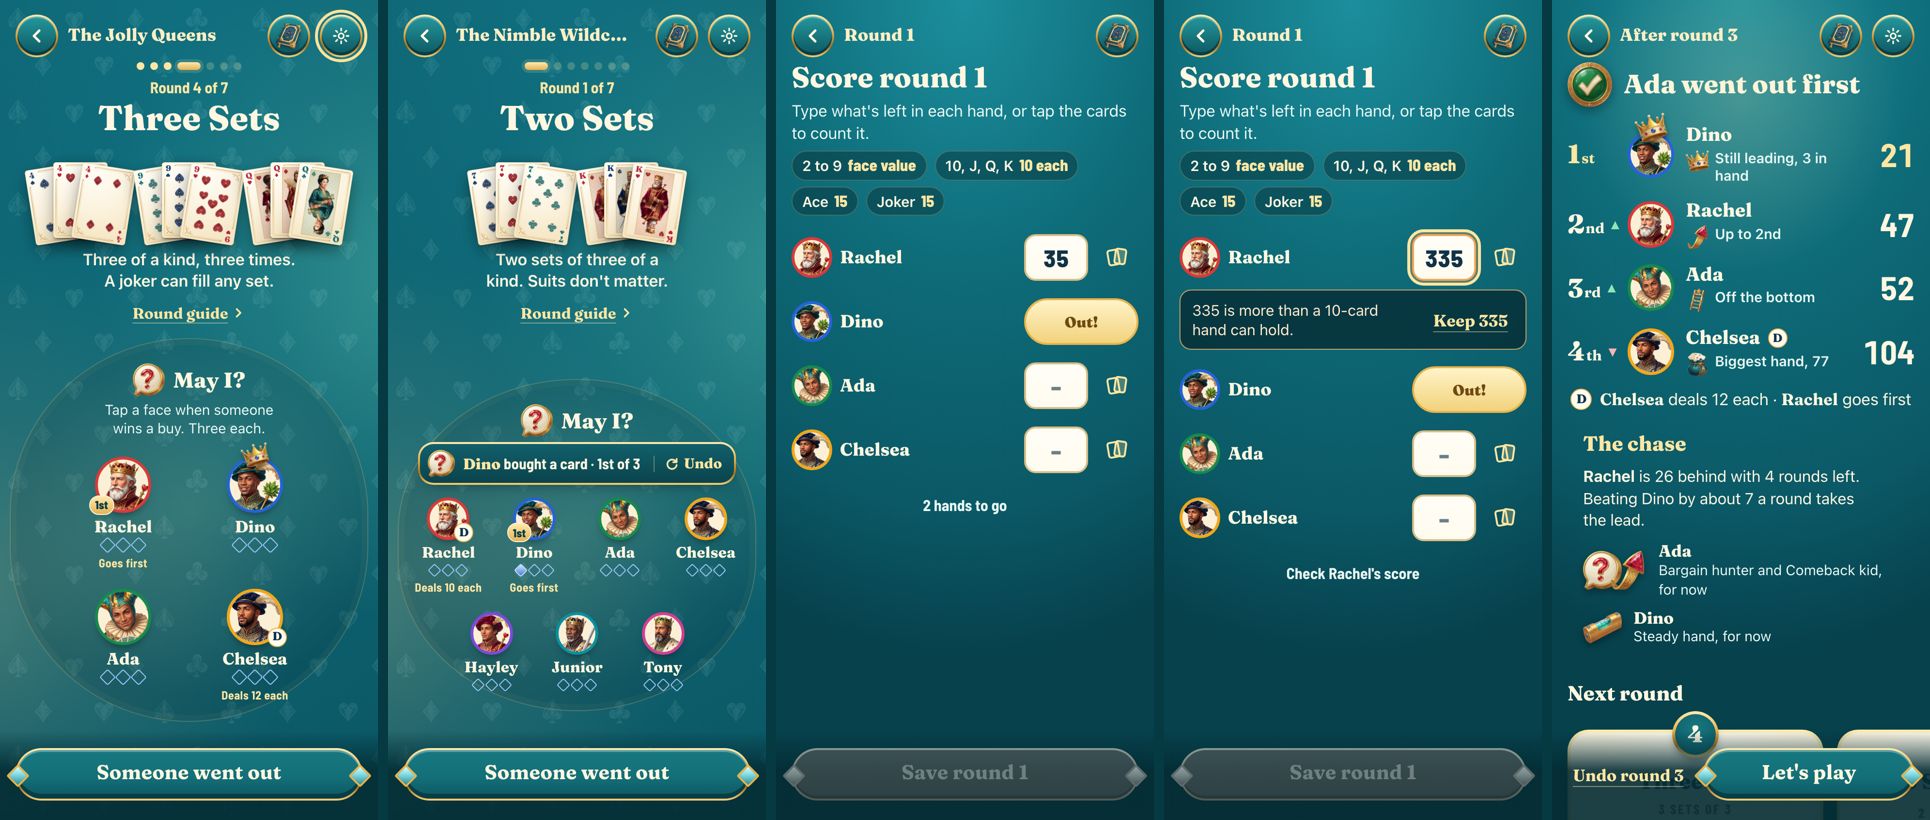 The Jolly Queens
Round 4 of 7
Three Sets
Three of a kind, three times.
A joker can fill any set.
Round guide
May I?
Tap a face when someone
wins a buy. Three each.
1st
Rachel
Goes first
Dino
Ada
D
Chelsea
Deals 12 each
Someone went out
The Nimble Wildc...
Round 1 of 7
Two Sets
Two sets of three of a
kind. Suits don't matter.
Round guide
May I?
Dino bought a card · 1st of 3
Undo
D
Rachel
Deals 10 each
1st
Dino
Goes first
Ada
Chelsea
Hayley
Junior
Tony
Someone went out
Round 1
Score round 1
Type what's left in each hand, or tap the cards
to count it.
2 to 9 face value
10, J, Q, K 10 each
Ace 15
Joker 15
Rachel
35
Dino
Out!
Ada
-
Chelsea
-
2 hands to go
Save round 1
Round 1
Score round 1
Type what's left in each hand, or tap the cards
to count it.
2 to 9 face value
10, J, Q, K 10 each
Ace 15
Joker 15
Rachel
335
335 is more than a 10-card
hand can hold.
Keep 335
Dino
Out!
Ada
-
Chelsea
-
Check Rachel's score
Save round 1
After round 3
Ada went out first
1st
Dino
Still leading, 3 in
hand
21
2nd
Rachel
Up to 2nd
47
3rd
Ada
Off the bottom
52
4th
Chelsea D
Biggest hand, 77
104
D Chelsea deals 12 each · Rachel goes first
The chase
Rachel is 26 behind with 4 rounds left.
Beating Dino by about 7 a round takes
the lead.
Ada
Bargain hunter and Comeback kid,
for now
Dino
Steady hand, for now
Next round
4
Undo round 3
Let's play
3 SETS OF 3